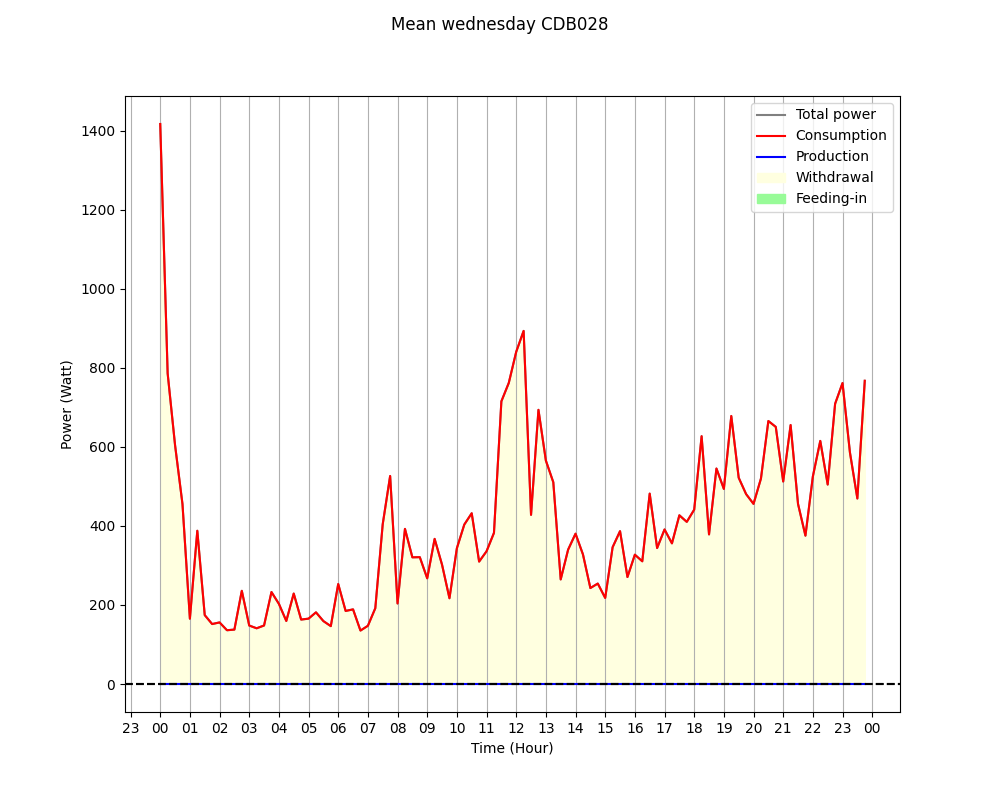 Mean wednesday CDB028
Total power
Consumption
Production
Withdrawal
Feeding-in
1400
1200
1000
800
600
400
200
0
Power (Watt)
23 00 01 02 03 04 05 06 07 08 09 10 11 12 13 14 15 16 17 18 19 20 21 22 23 00
Time (Hour)